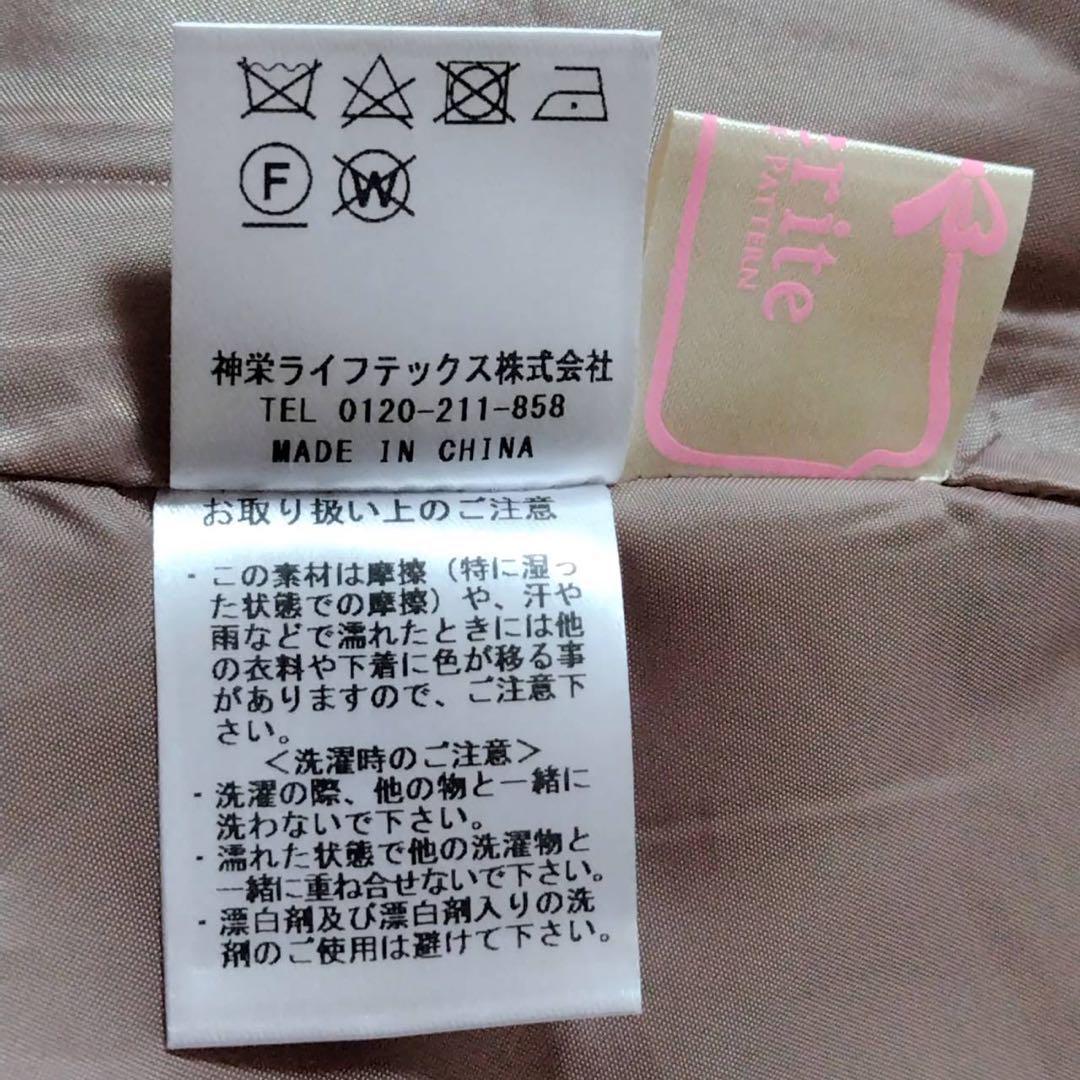 F
W
神栄ライフテックス株式会社
TEL 0120-211-858
MADE IN CHINA
erite
PATTERN
お取り扱い上のご注意
・この素材は摩擦（特に湿っ
た状態での摩擦）や、汗や
雨などで濡れたときには他
の衣料や下着に色が移る事
がありますので、ご注意下
さい。
＜洗濯時のご注意＞
・洗濯の際、他の物と一緒に
洗わないで下さい。
・濡れた状態で他の洗濯物と
一緒に重ね合せないで下さい。
・漂白剤及び漂白剤入りの洗
剤のご使用は避けて下さい。